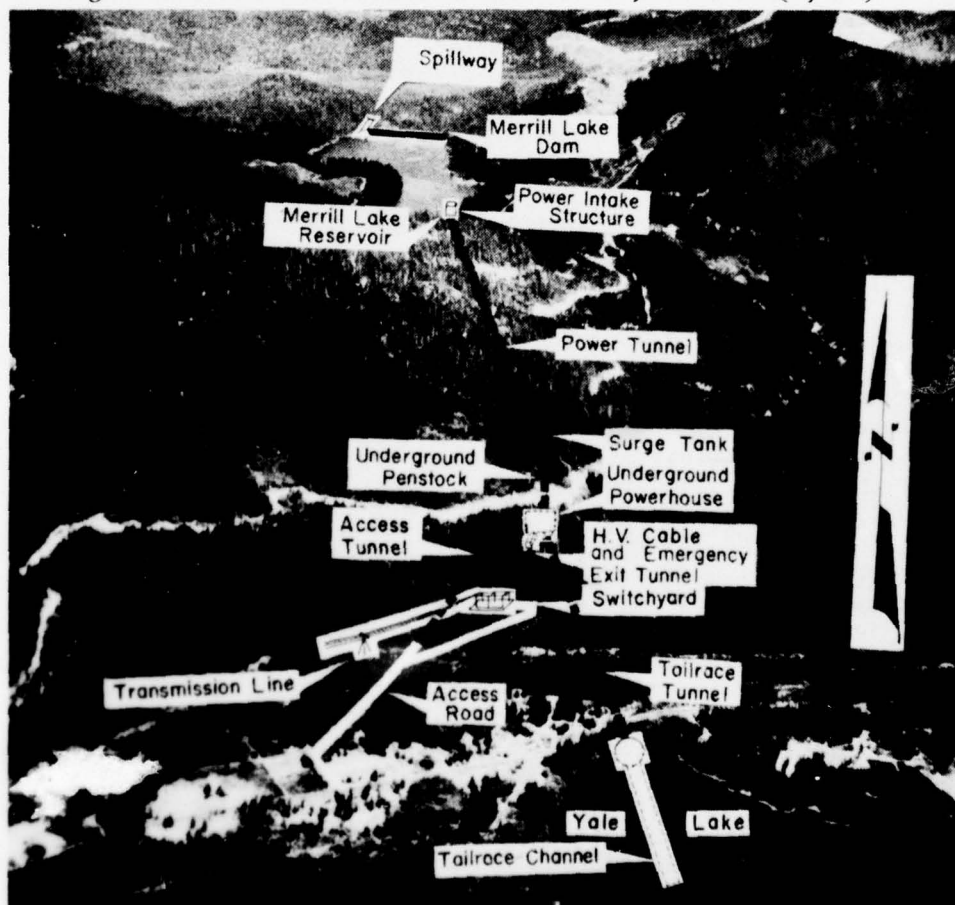 Spillway
Merrill Lake
Dam
Power Intake
Structure
Merrill Lake
Reservoir
Power Tunnel
Surge Tank
Underground
Penstock
Underground
Powerhouse
Access
Tunnel
H.V. Cable
and Emergency
Exit Tunnel
Switchyard
Transmission Line
Access
Road
Tailrace
Tunnel
Yale Lake
Tailrace Channel